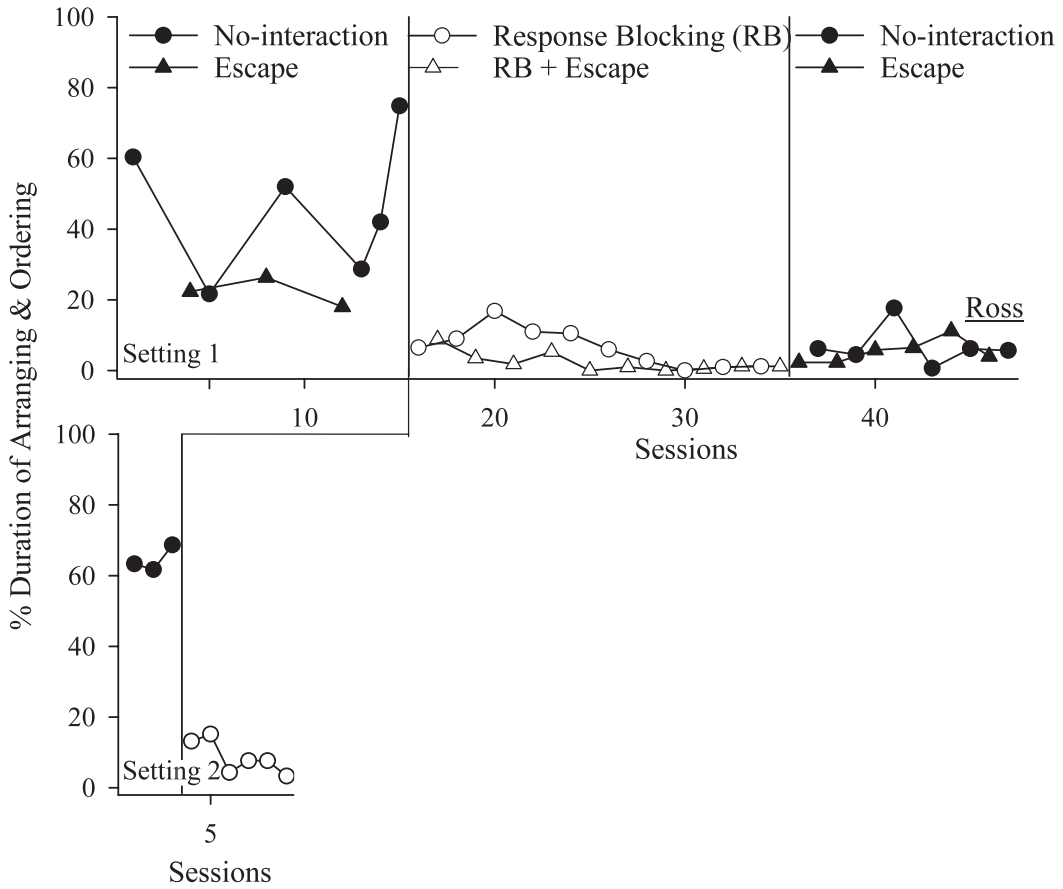 100
80
60
40
20
0
No-interaction
Escape
Response Blocking (RB)
RB + Escape
No-interaction
Escape
Setting 1
Ross
10
20
30
40
Sessions
% Duration of Arranging & Ordering
100
80
60
40
20
0
Setting 2
5
Sessions